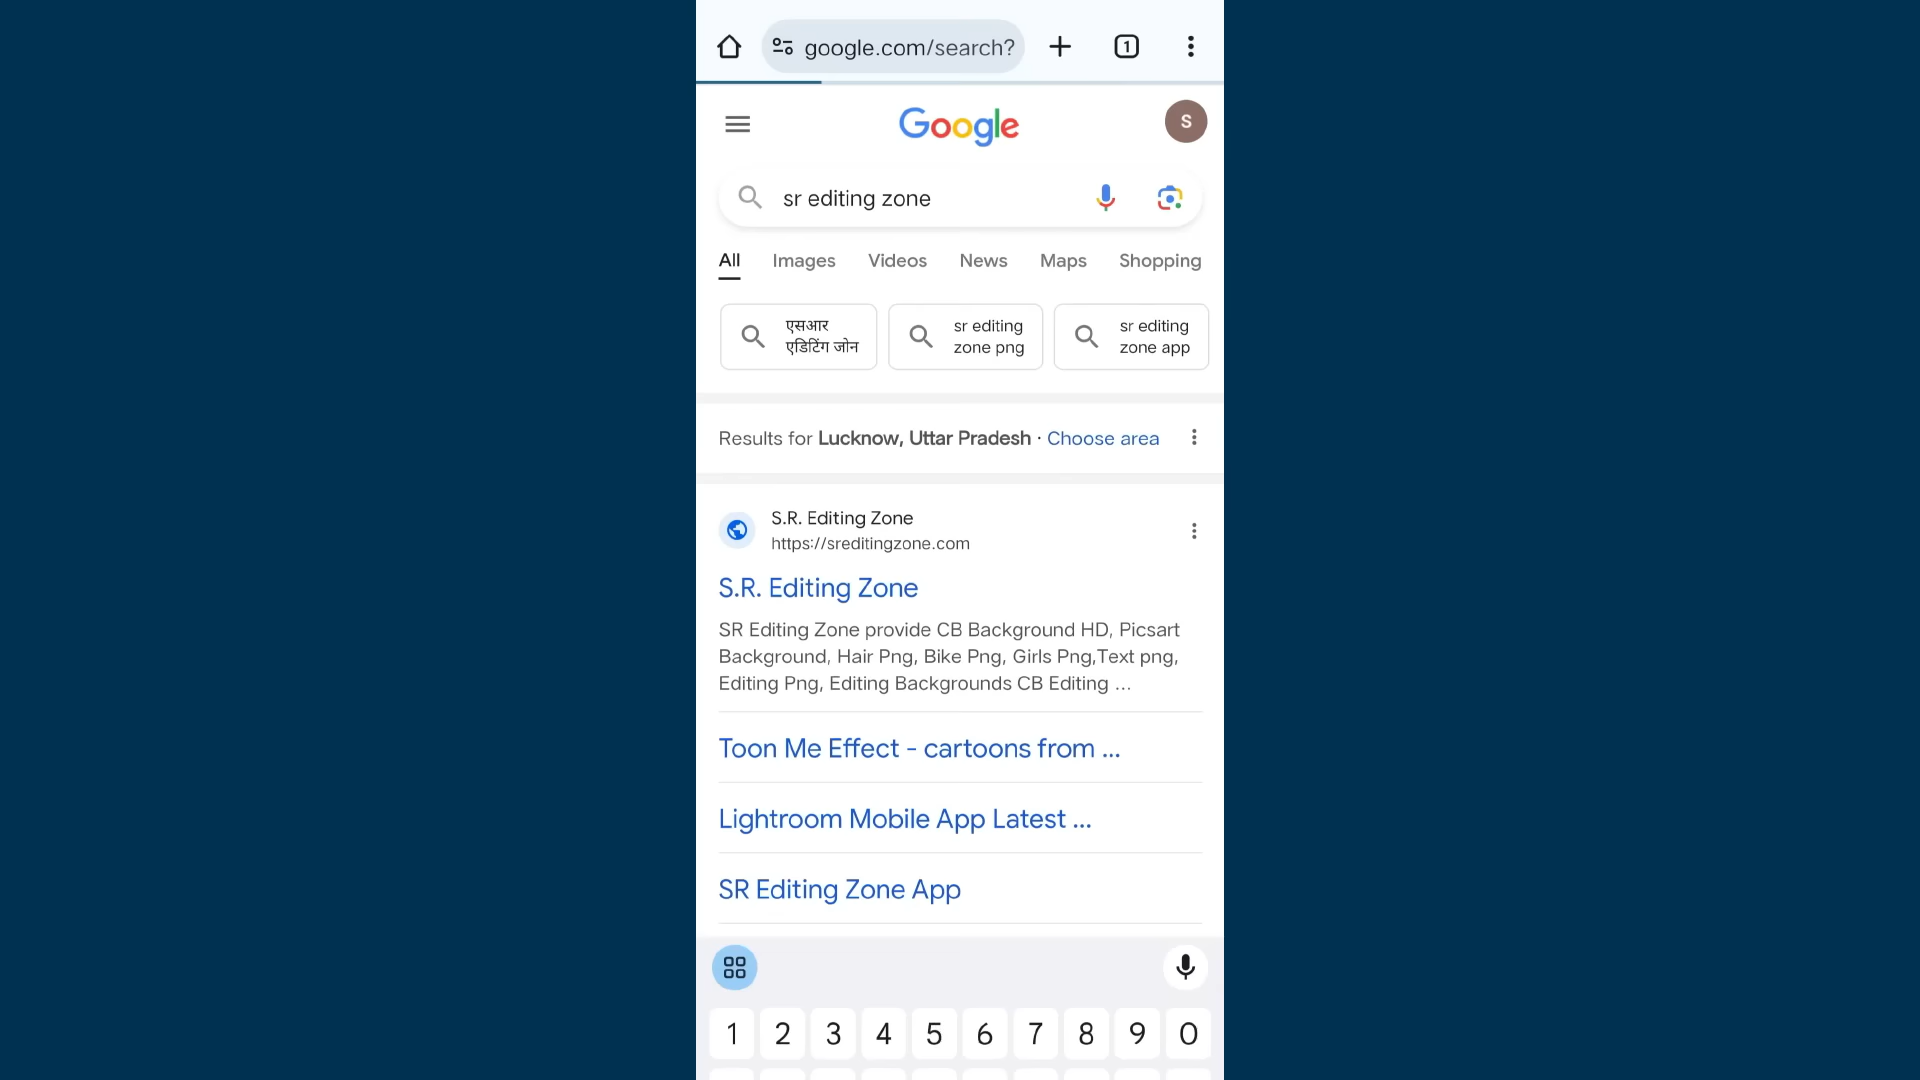 google.com/search?
1
Google
S
sr editing zone
All Images Videos News Maps Shopping
एसआर
एडिटिंग जोन
sr editing
zone png
sr editing
zone app
Results for Lucknow, Uttar Pradesh · Choose area
S.R. Editing Zone
https://sreditingzone.com
S.R. Editing Zone
SR Editing Zone provide CB Background HD, Picsart
Background, Hair Png, Bike Png, Girls Png,Text png,
Editing Png, Editing Backgrounds CB Editing ...
Toon Me Effect - cartoons from ...
Lightroom Mobile App Latest ...
SR Editing Zone App
1 2 3 4 5 6 7 8 9 0